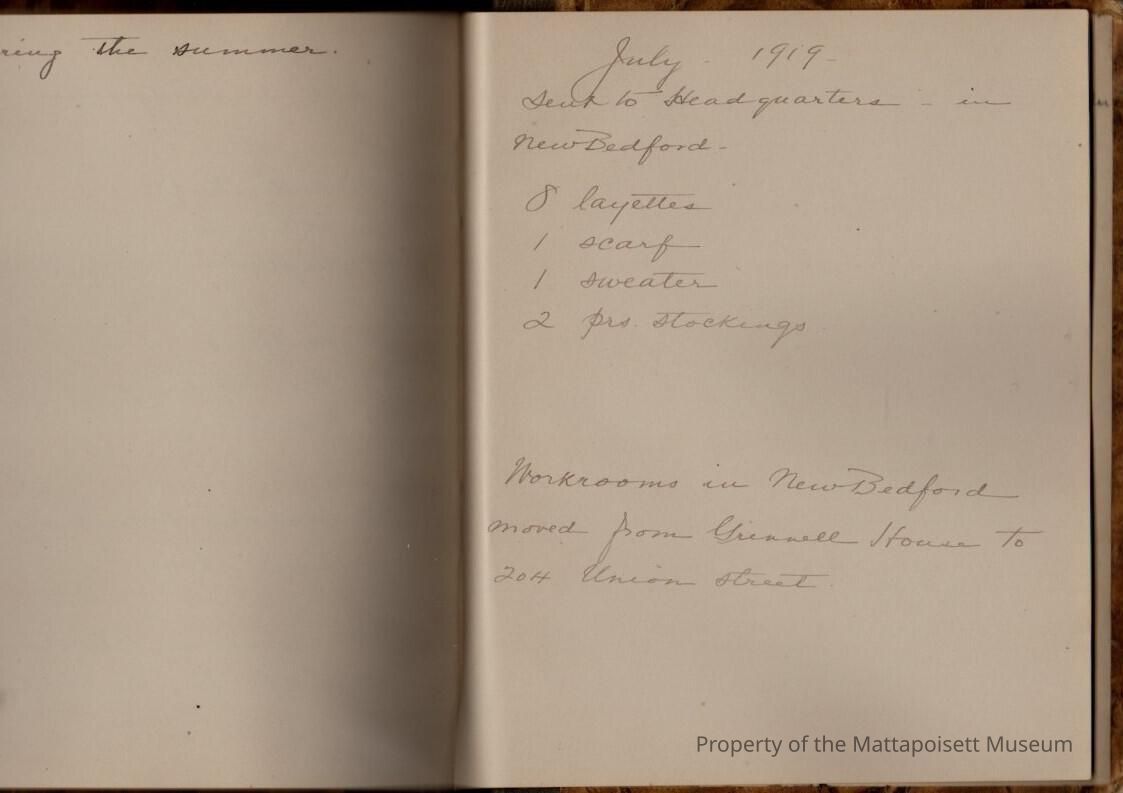 ring the summer.
July - 1919 -
Sent to Headquarters - in
New Bedford -
8 layettes
1 scarf
1 sweater
2 prs. stockings
Workrooms in New Bedford
moved from Grinnell House to
204 Union street.
Property of the Mattapoisett Museum